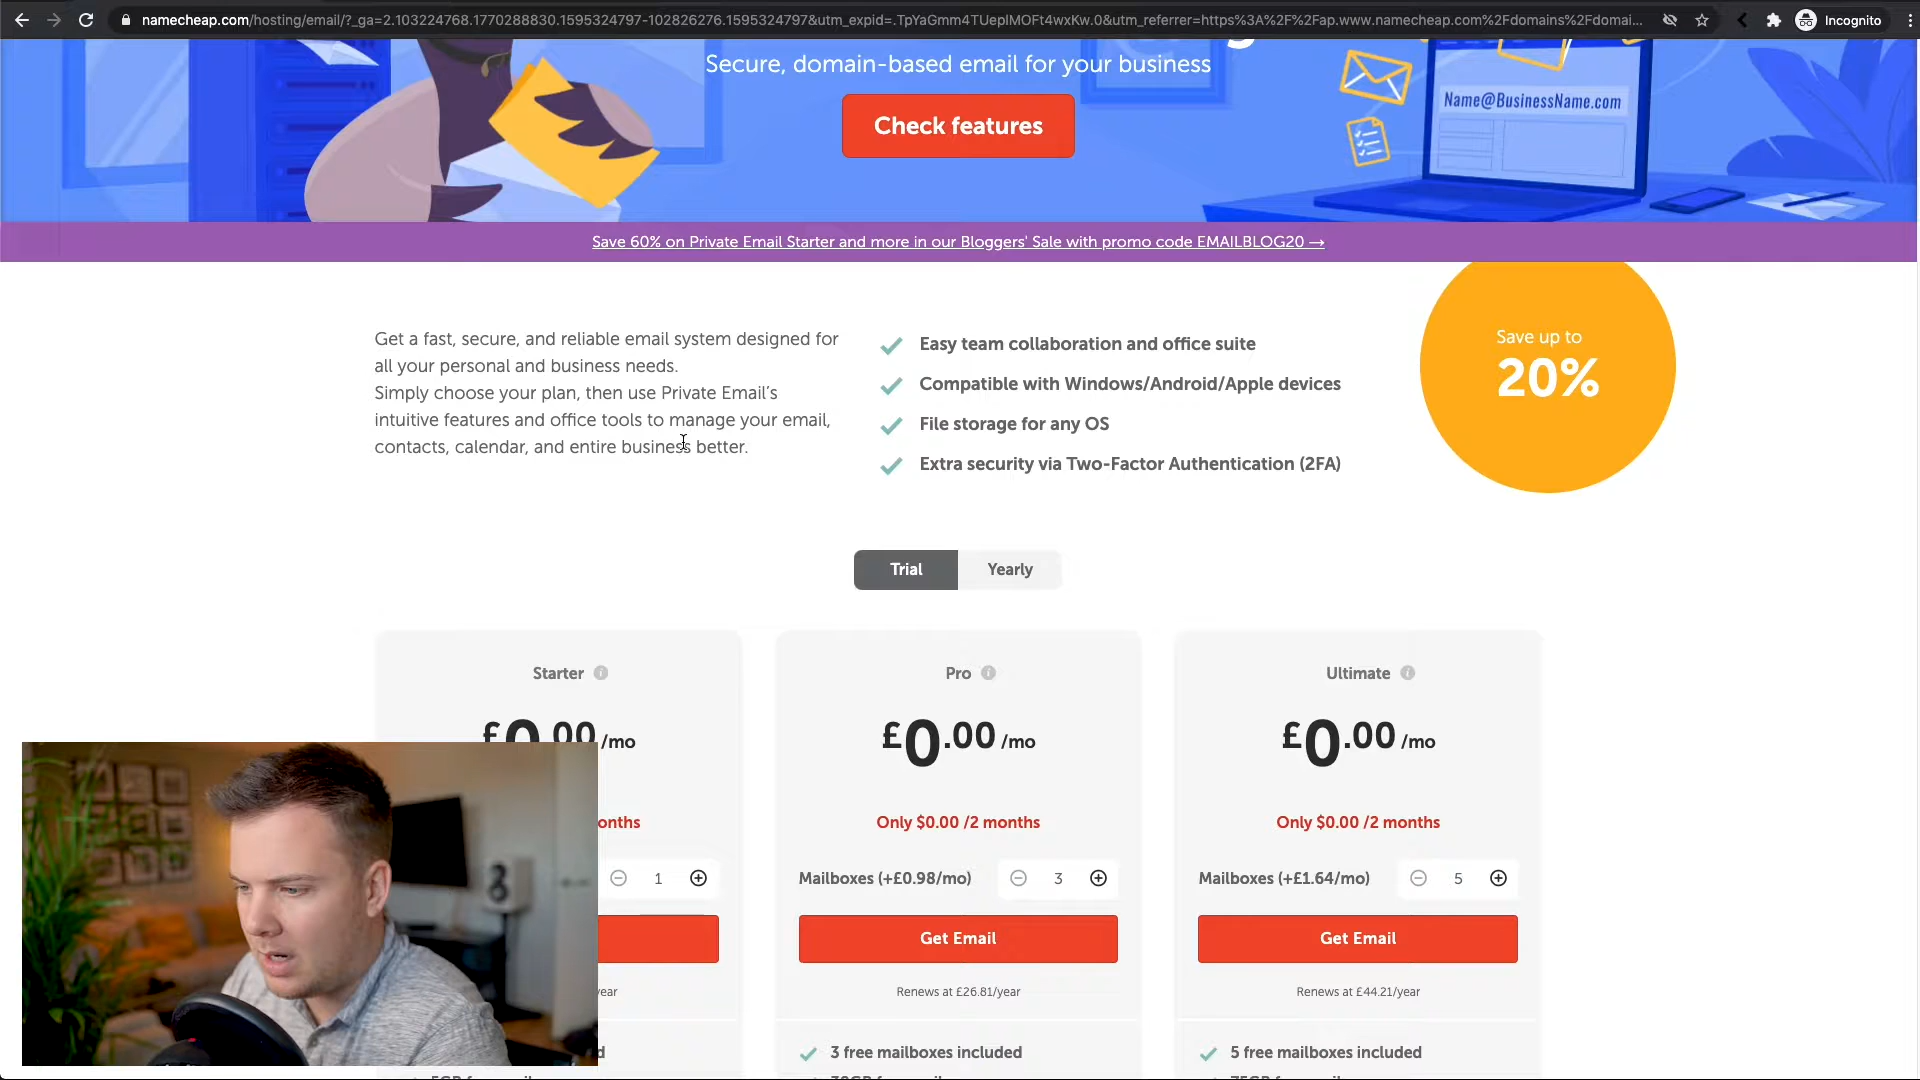 namecheap.com/hosting/email/?_ga=2.103224768.1770288830.1595324797-102826276.1595324797&utm_expid=.TpYaGmm4TUeplMOFt4wxKw.0&utm_referrer=https%3A%2F%2Fap.www.namecheap.com%2Fdomains%2Fdomai...
Incognito
Secure, domain-based email for your business
Check features
Name@BusinessName.com
Save 60% on Private Email Starter and more in our Bloggers' Sale with promo code EMAILBLOG20 →
Get a fast, secure, and reliable email system designed for
all your personal and business needs.
Simply choose your plan, then use Private Email's
intuitive features and office tools to manage your email,
contacts, calendar, and entire business better.
Easy team collaboration and office suite
Compatible with Windows/Android/Apple devices
File storage for any OS
Extra security via Two-Factor Authentication (2FA)
Save up to
20%
Trial
Yearly
Starter
£0.00/mo
onths
1
Pro
£0.00/mo
Only $0.00 /2 months
Mailboxes (+£0.98/mo)
3
Get Email
Renews at £26.81/year
3 free mailboxes included
Ultimate
£0.00/mo
Only $0.00 /2 months
Mailboxes (+£1.64/mo)
5
Get Email
Renews at £44.21/year
5 free mailboxes included